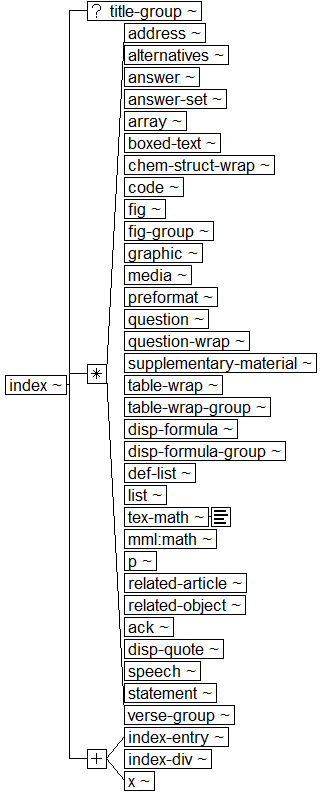 ? title-group ~
address ~
alternatives ~
answer ~
answer-set ~
array ~
boxed-text ~
chem-struct-wrap ~
code ~
fig ~
fig-group ~
graphic ~
media ~
preformat ~
question ~
question-wrap ~
supplementary-material ~
index ~ *
table-wrap ~
table-wrap-group ~
disp-formula ~
disp-formula-group ~
def-list ~
list ~
tex-math ~
mml:math ~
p ~
related-article ~
related-object ~
ack ~
disp-quote ~
speech ~
statement ~
verse-group ~
index-entry ~
+ index-div ~
x ~